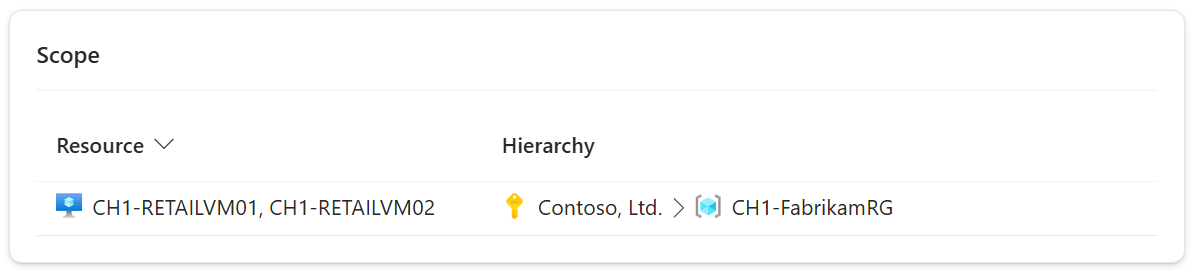 Scope
Resource Hierarchy
CH1-RETAILVM01, CH1-RETAILVM02 Contoso, Ltd. > CH1-FabrikamRG